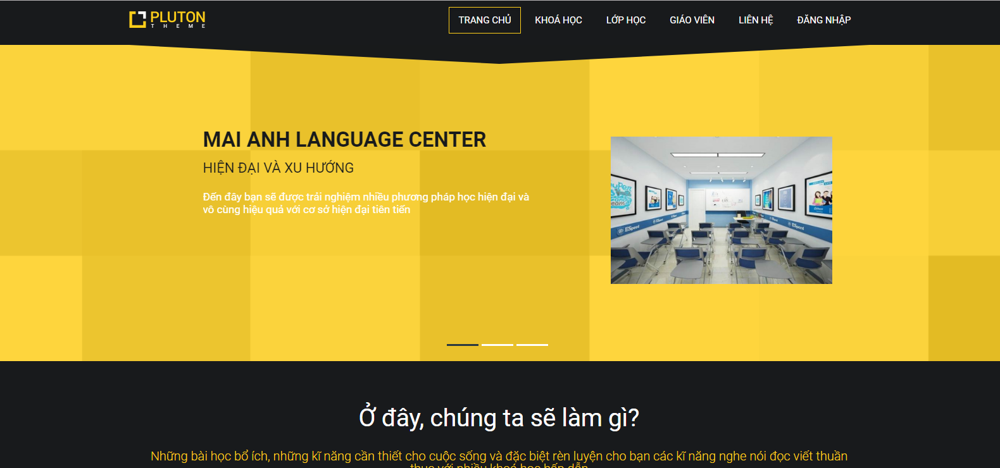 PLUTON
THEME
TRANG CHỦ
KHOÁ HỌC
LỚP HỌC
GIÁO VIÊN
LIÊN HỆ
ĐĂNG NHẬP
MAI ANH LANGUAGE CENTER
HIỆN ĐẠI VÀ XU HƯỚNG
Đến đây bạn sẽ được trải nghiệm nhiều phương pháp học hiện đại và
vô cùng hiệu quả với cơ sở hiện đại tiên tiến
ESpeed
ESpeed
ESpeed
Ở đây, chúng ta sẽ làm gì?
Những bài học bổ ích, những kĩ năng cần thiết cho cuộc sống và đặc biệt rèn luyện cho bạn các kĩ năng nghe nói đọc viết thuần
thục với nhiều khoá học hấp dẫn